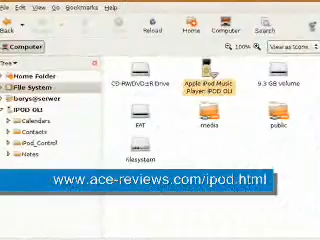 File Edit View Go Bookmarks Help
Back Reload Home Computer Search
Computer 100% View as Icons
Tree
Home Folder
File System
borys@serwer
IPOD OLI
Calendars
Contacts
iPod_Control
Notes
CD-RW/DVD±R Drive Apple iPod Music Player: IPOD OLI 9.3 GB volume
FAT media public
Filesystem
www.ace-reviews.com/ipod.html